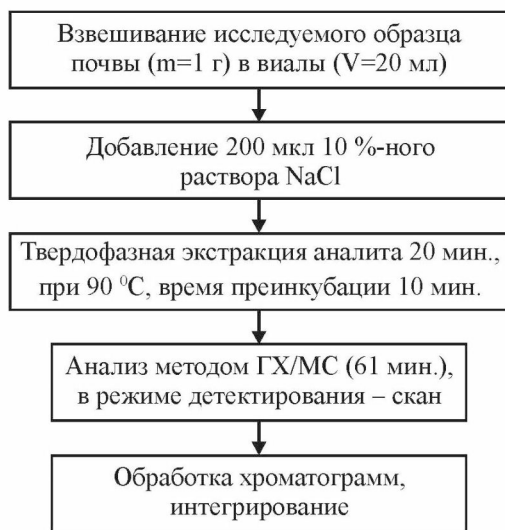 Взвешивание исследуемого образца
почвы (m=1 г) в виалы (V=20 мл)
Добавление 200 мкл 10 %-ного
раствора NaCl
Твердофазная экстракция аналита 20 мин.,
при 90 ⁰C, время преинкубации 10 мин.
Анализ методом ГХ/МС (61 мин.),
в режиме детектирования – скан
Обработка хроматограмм,
интегрирование